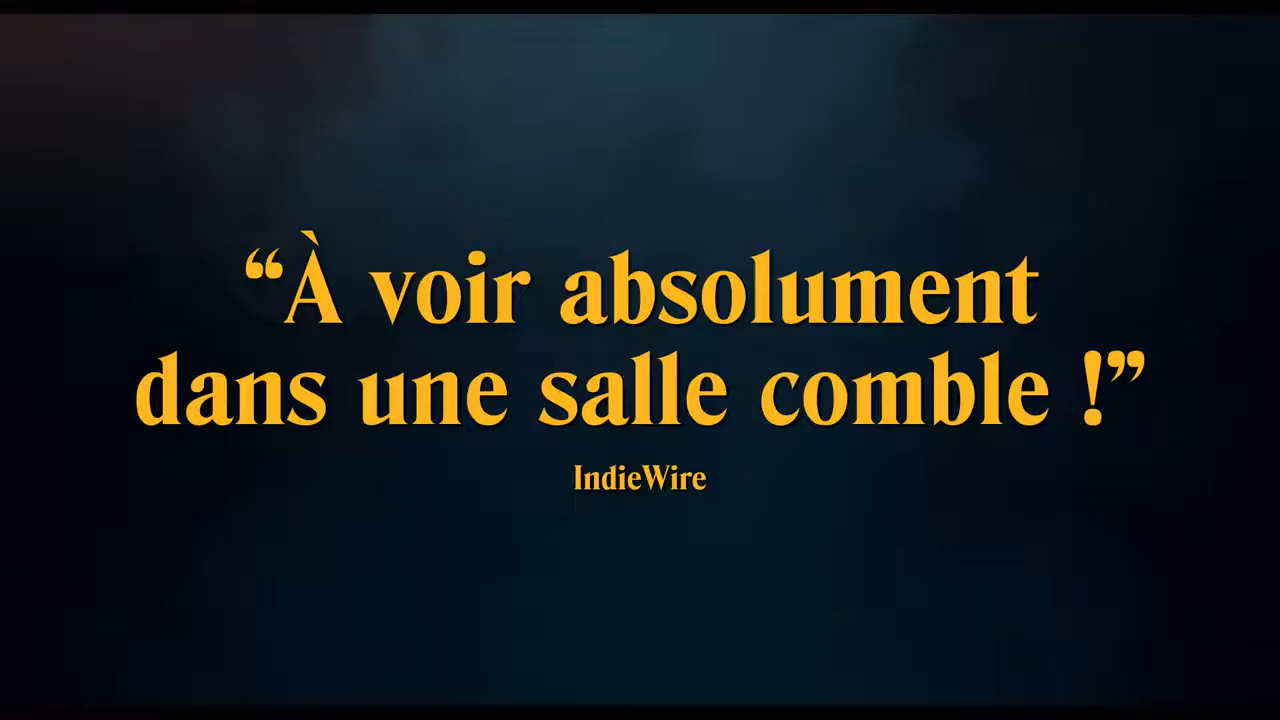 “À voir absolument
dans une salle comble !”
IndieWire